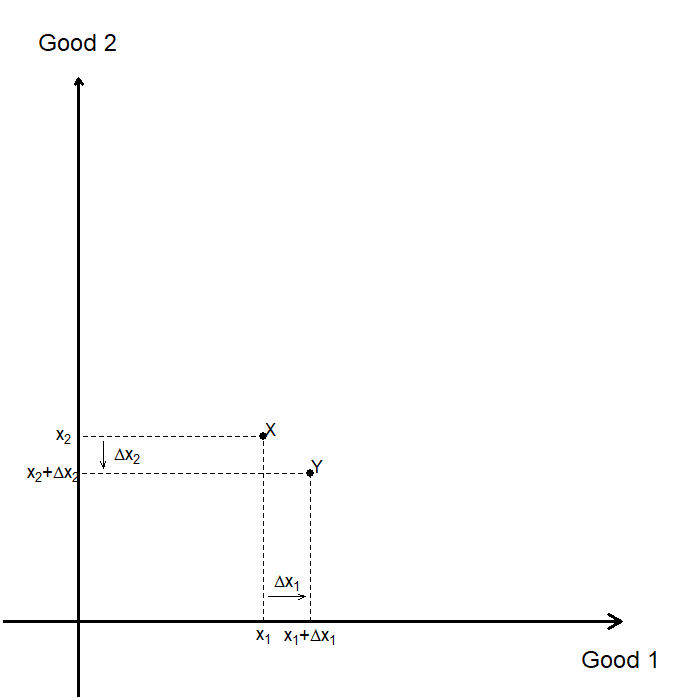 Good 2
x₂
X
Δx₂
x₂+Δx₂
Y
Δx₁
x₁
x₁+Δx₁
Good 1